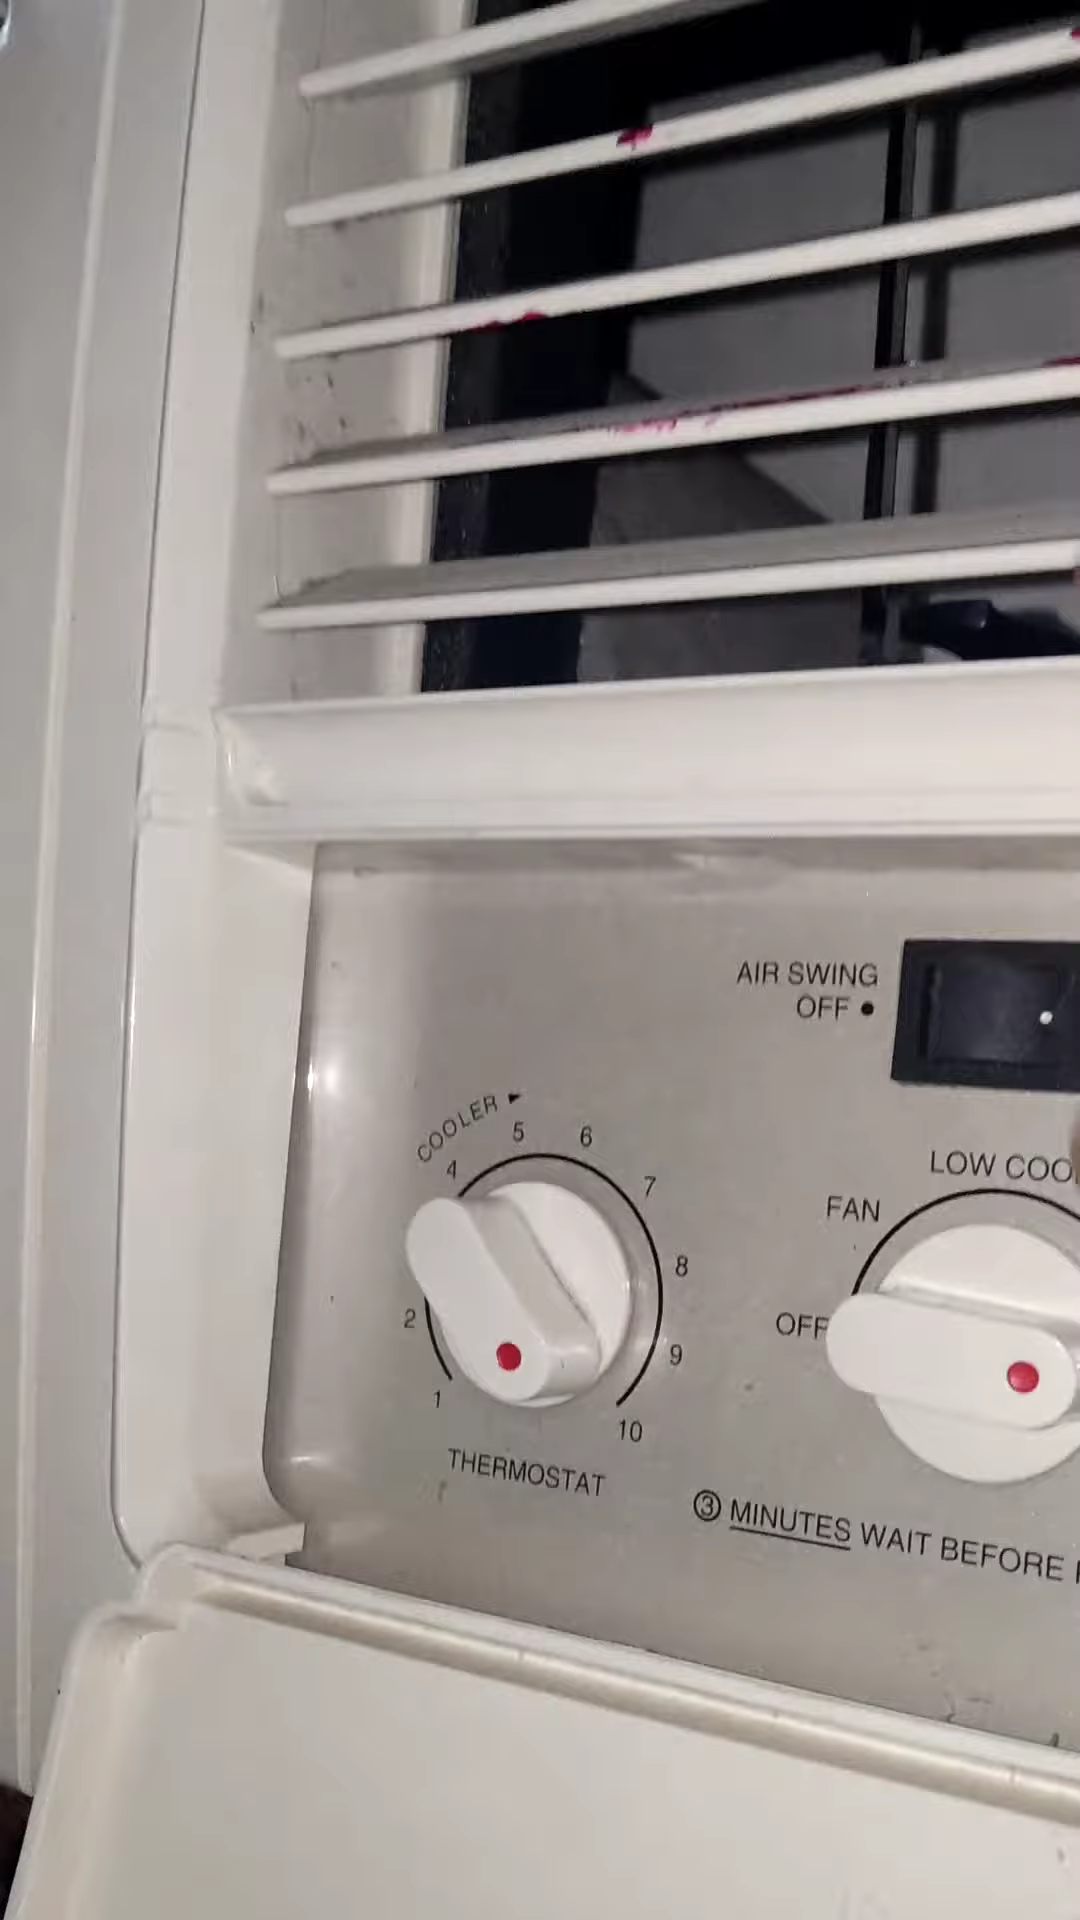 AIR SWING
OFF •
COOLER ►
4
5
6
7
8
2
9
1
10
THERMOSTAT
LOW
FAN
OFF
③ MINUTES WAIT BEFORE